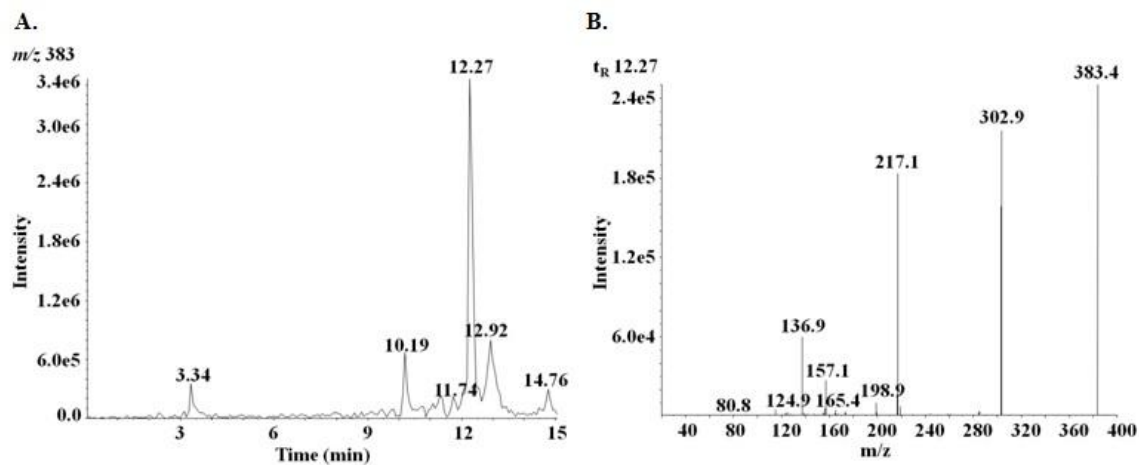 A.
m/z 383
12.27
3.4e6
3.0e6
2.4e6
1.8e6
1.2e6
6.0e5
0.0
Intensity
3.34
10.19
11.74
12.92
14.76
3 6 9 12 15
Time (min)
B.
tR 12.27
383.4
2.4e5
302.9
217.1
1.8e5
1.2e5
6.0e4
Intensity
136.9
157.1
80.8
124.9
165.4
198.9
40 80 120 160 200 240 280 320 360 400
m/z